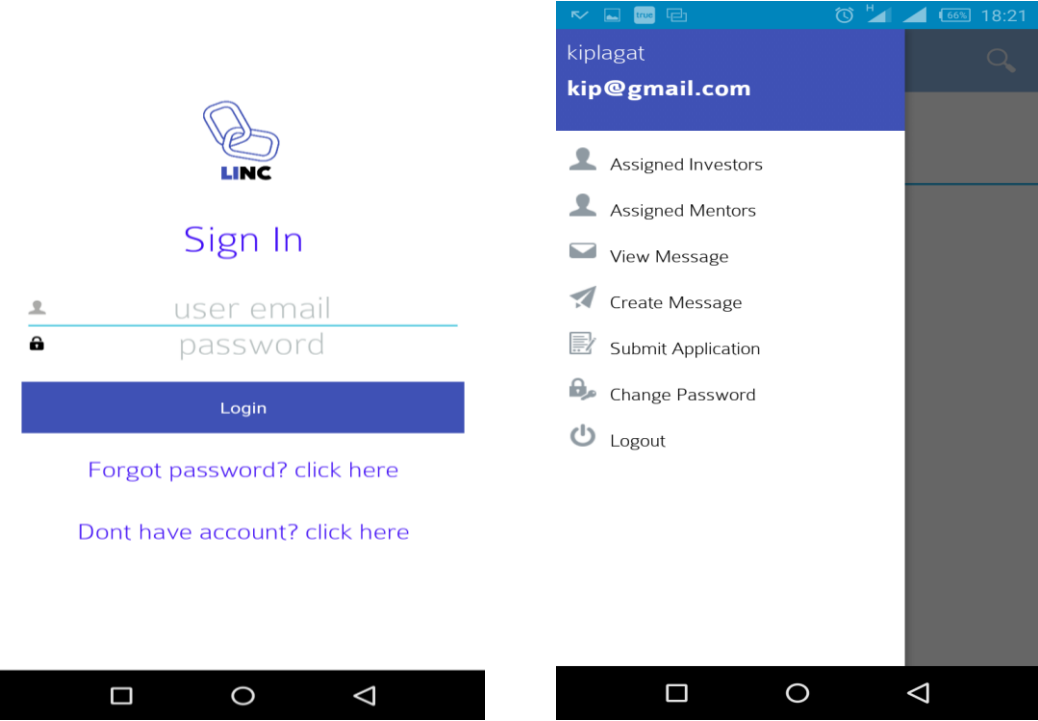 LINC
Sign In
user email
password
Login
Forgot password? click here
Dont have account? click here
true
H
66%
18:21
kiplagat
kip@gmail.com
Assigned Investors
Assigned Mentors
View Message
Create Message
Submit Application
Change Password
Logout